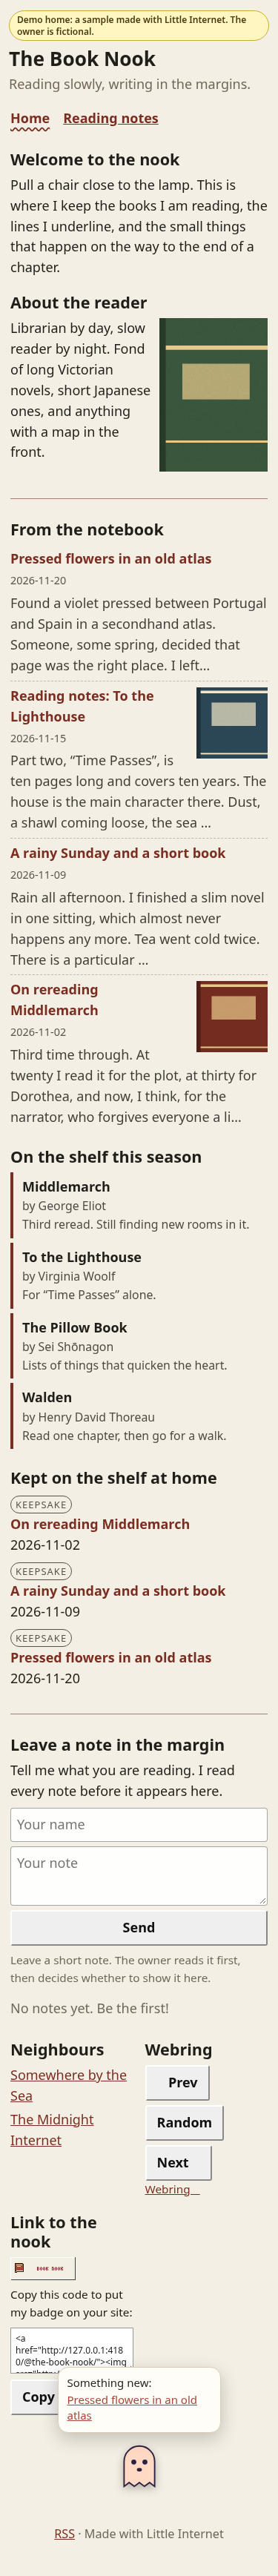 Demo home: a sample made with Little Internet. The
owner is fictional.
The Book Nook
Reading slowly, writing in the margins.
Home
Reading notes
Welcome to the nook
Pull a chair close to the lamp. This is
where I keep the books I am reading, the
lines I underline, and the small things
that happen on the way to the end of a
chapter.
About the reader
Librarian by day, slow
reader by night. Fond
of long Victorian
novels, short Japanese
ones, and anything
with a map in the
front.
From the notebook
Pressed flowers in an old atlas
2026-11-20
Found a violet pressed between Portugal
and Spain in a secondhand atlas.
Someone, some spring, decided that
page was the right place. I left...
Reading notes: To the
Lighthouse
2026-11-15
Part two, “Time Passes”, is
ten pages long and covers ten years. The
house is the main character there. Dust,
a shawl coming loose, the sea ...
A rainy Sunday and a short book
2026-11-09
Rain all afternoon. I finished a slim novel
in one sitting, which almost never
happens any more. Tea went cold twice.
There is a particular ...
On rereading
Middlemarch
2026-11-02
Third time through. At
twenty I read it for the plot, at thirty for
Dorothea, and now, I think, for the
narrator, who forgives everyone a li...
On the shelf this season
Middlemarch
by George Eliot
Third reread. Still finding new rooms in it.
To the Lighthouse
by Virginia Woolf
For “Time Passes” alone.
The Pillow Book
by Sei Shōnagon
Lists of things that quicken the heart.
Walden
by Henry David Thoreau
Read one chapter, then go for a walk.
Kept on the shelf at home
KEEPSAKE
On rereading Middlemarch
2026-11-02
KEEPSAKE
A rainy Sunday and a short book
2026-11-09
KEEPSAKE
Pressed flowers in an old atlas
2026-11-20
Leave a note in the margin
Tell me what you are reading. I read
every note before it appears here.
Your name
Your note
Send
Leave a short note. The owner reads it first,
then decides whether to show it here.
No notes yet. Be the first!
Neighbours
Somewhere by the
Sea
The Midnight
Internet
Webring
Prev
Random
Next
Webring
Link to the
nook
BOOK NOOK
Copy this code to put
my badge on your site:
<a
href="http://127.0.0.1:418
0/@the-book-nook/"><img
Copy
Something new:
Pressed flowers in an old
atlas
RSS · Made with Little Internet